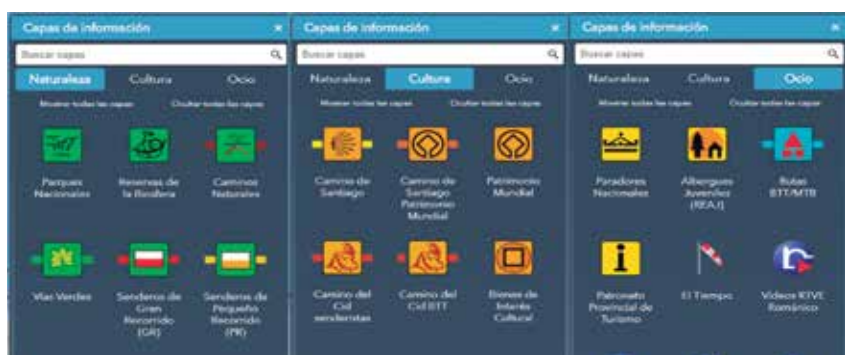 Capas de información ×
Buscar capas
Naturaleza Cultura Ocio
Mostrar todas las capas Ocultar todas las capas
Parques
Nacionales
Reservas de
la Biosfera
Caminos
Naturales
Vías Verdes
Senderos de
Gran
Recorrido
(GR)
Senderos de
Pequeño
Recorrido
(PR)
Capas de información ×
Buscar capas
Naturaleza Cultura Ocio
Mostrar todas las capas Ocultar todas las capas
Camino de
Santiago
Camino de
Santiago
Patrimonio
Mundial
Patrimonio
Mundial
Camino del
Cid
senderistas
Camino del
Cid BTT
Bienes de
Interés
Cultural
Capas de información ×
Buscar capas
Naturaleza Cultura Ocio
Mostrar todas las capas Ocultar todas las capas
Paradores
Nacionales
Albergues
Juveniles
(REAJ)
Rutas
BTT/MTB
i
Patronato
Provincial de
Turismo
El Tiempo
Vídeos RTVE
Románico